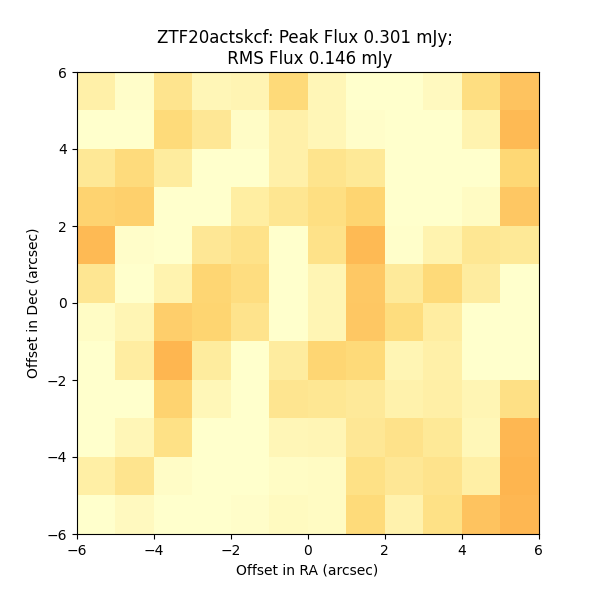 ZTF20actskcf: Peak Flux 0.301 mJy;
RMS Flux 0.146 mJy
6
4
2
0
−2
−4
−6
Offset in Dec (arcsec)
−6 −4 −2 0 2 4 6
Offset in RA (arcsec)